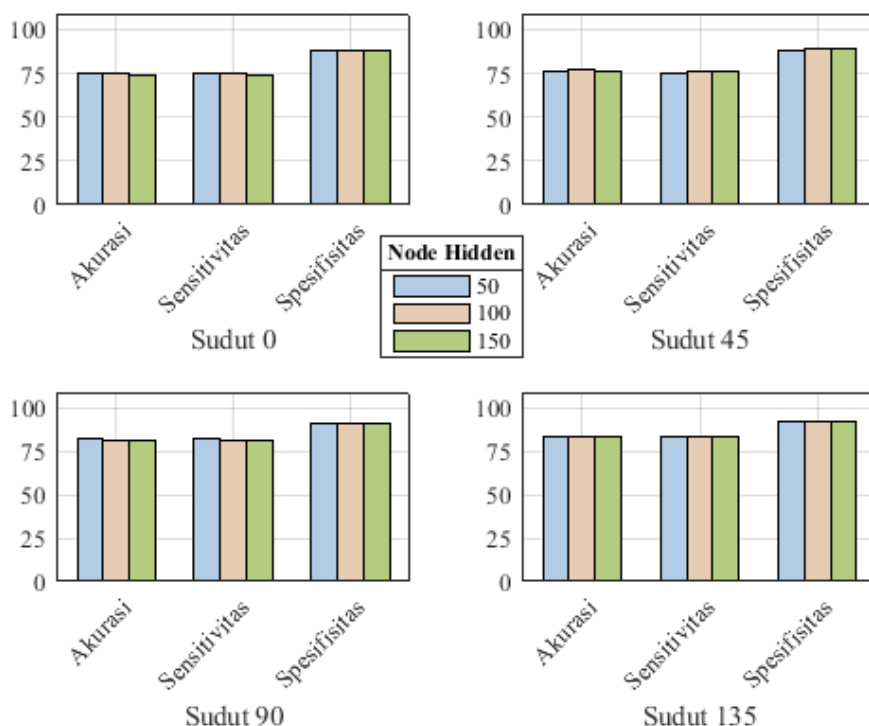 100
75
50
25
0
Akurasi
Sensitivitas
Spesifisitas
Sudut 0
100
75
50
25
0
Akurasi
Sensitivitas
Spesifisitas
Sudut 45
Node Hidden
50
100
150
100
75
50
25
0
Akurasi
Sensitivitas
Spesifisitas
Sudut 90
100
75
50
25
0
Akurasi
Sensitivitas
Spesifisitas
Sudut 135